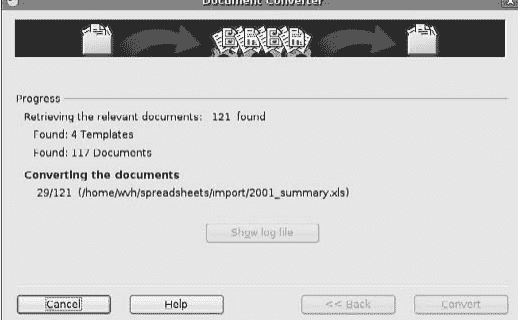 Document Converter
Progress
Retrieving the relevant documents: 121 found
Found: 4 Templates
Found: 117 Documents
Converting the documents
29/121 (/home/wvh/spreadsheets/import/2001_summary.xls)
Show log file
Cancel
Help
<< Back
Convert